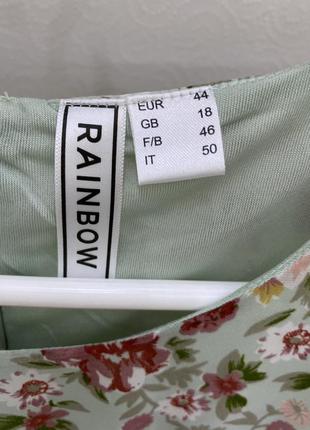 RAINBOW
EUR 44
GB 18
F/B 46
IT 50